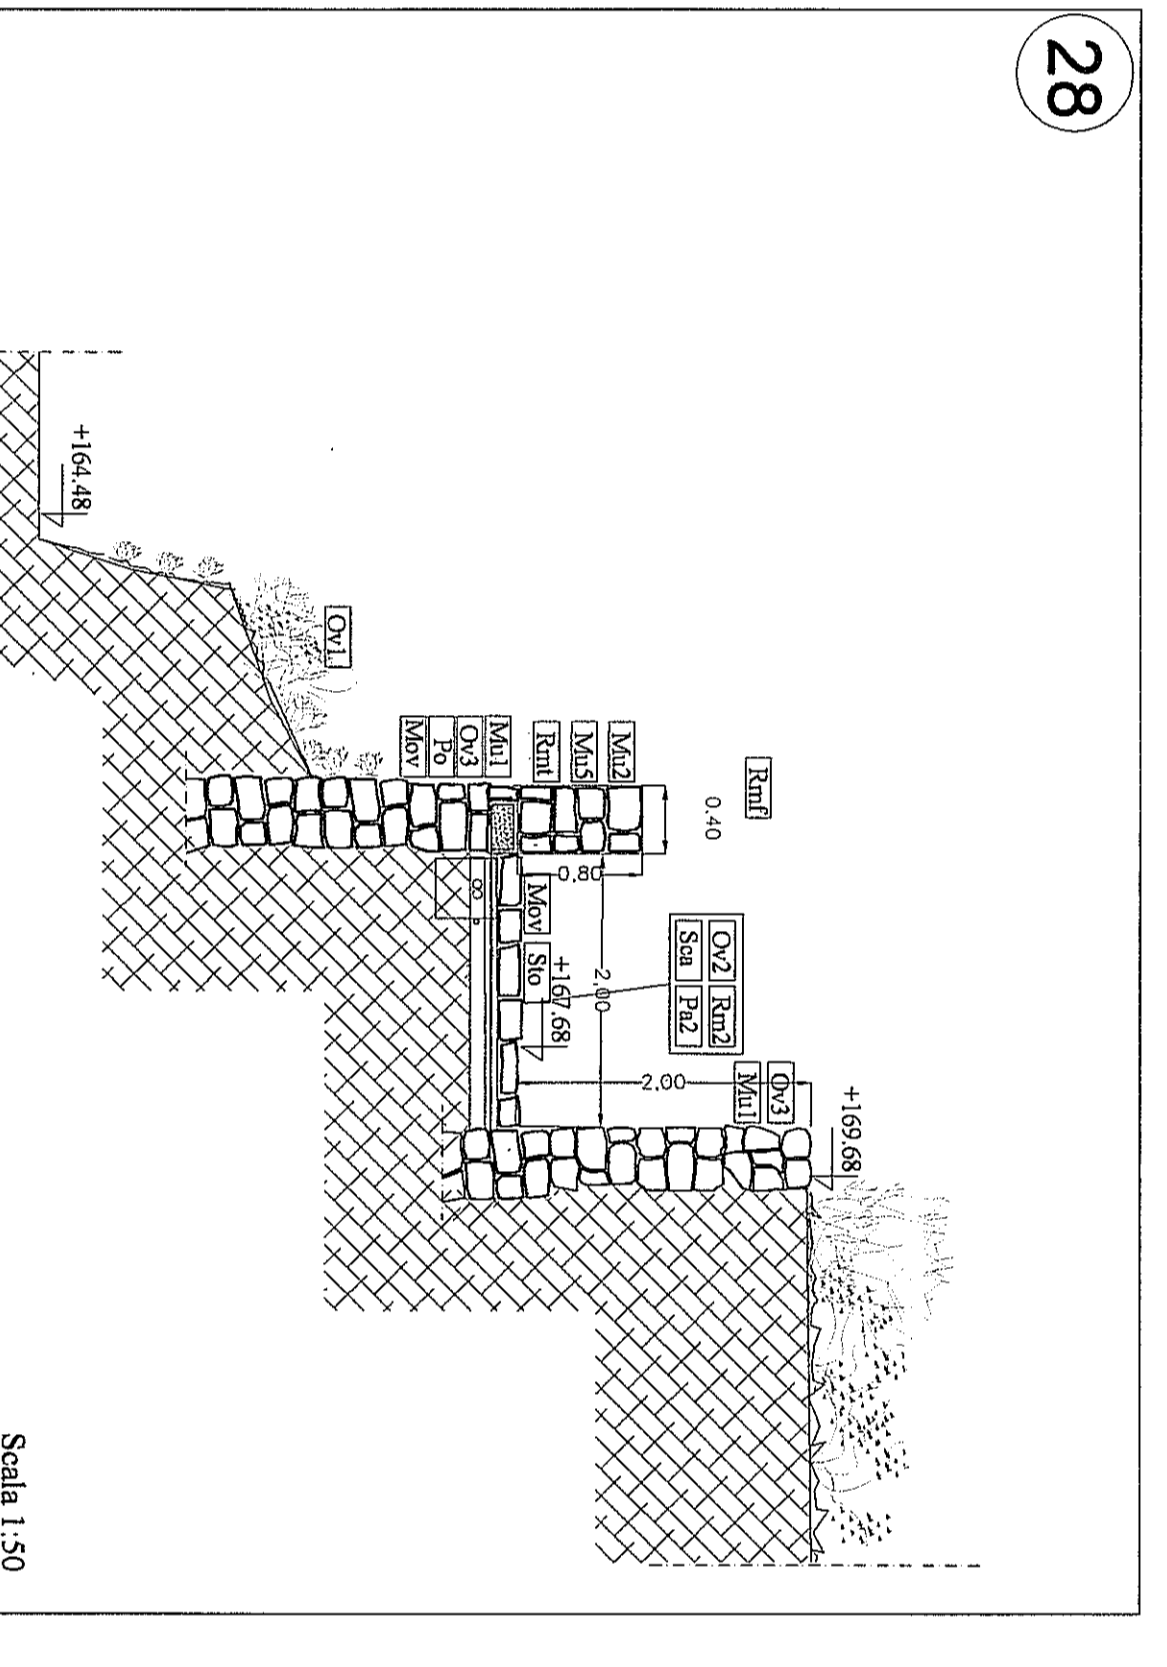 28
+164.48
Ov1
Mu2
Mu5
Rmt
Mu1
Ov3
Po
Mov
Rmf
0.40
0.80
Mov Sto
+167.68
2.00
Ov2 Rm2
Sca Pa2
2.00
Ov3
Mu1
+169.68
Scala 1:50